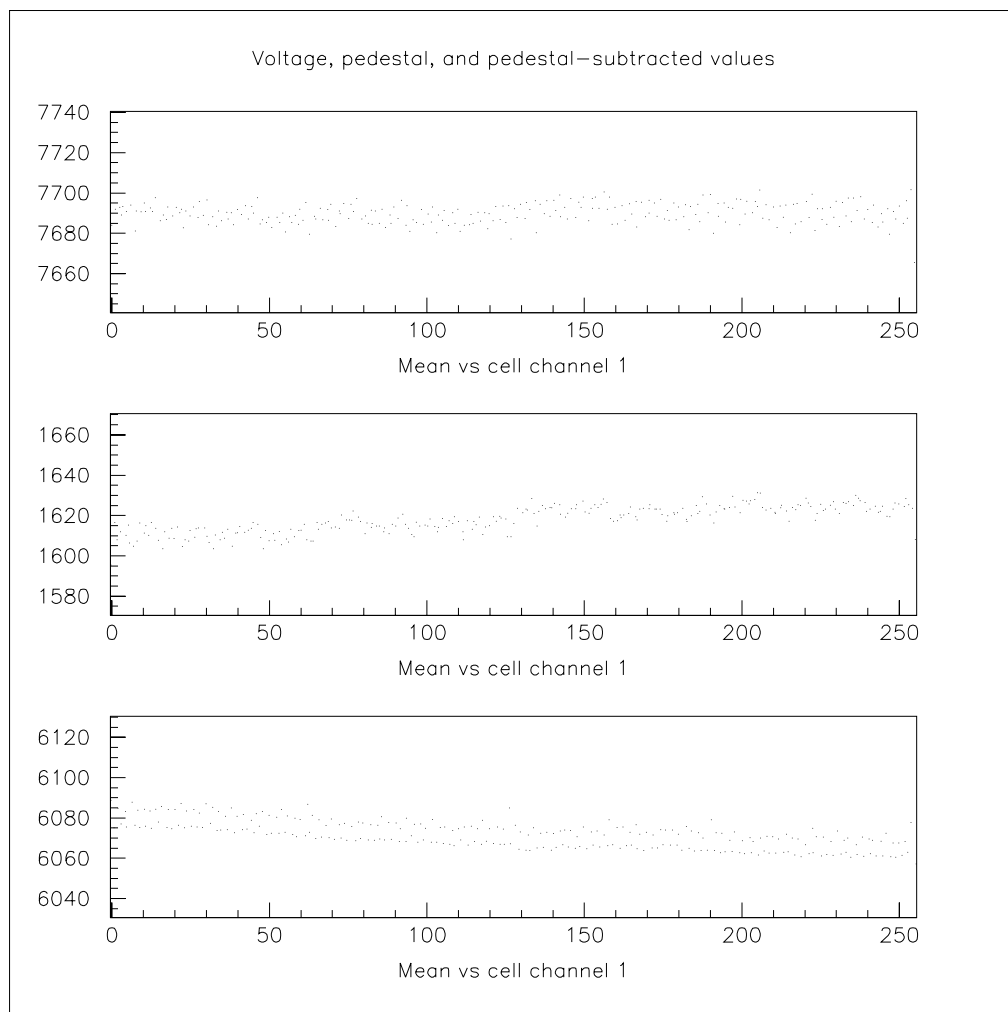 Voltage, pedestal, and pedestal-subtracted values
7740
7720
7700
7680
7660
0 50 100 150 200 250
Mean vs cell channel 1
1660
1640
1620
1600
1580
0 50 100 150 200 250
Mean vs cell channel 1
6120
6100
6080
6060
6040
0 50 100 150 200 250
Mean vs cell channel 1